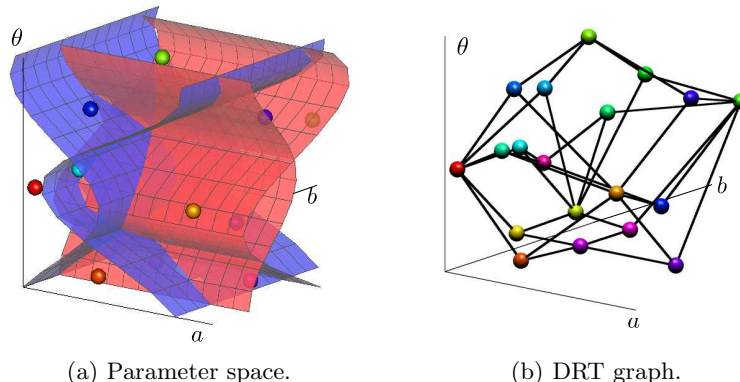 θ
b
a
(a) Parameter space.
θ
b
a
(b) DRT graph.